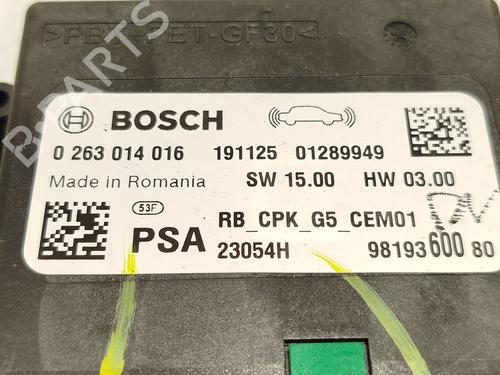 >PBT-PET-GF30<
B-PARTS
BOSCH
0 263 014 016 191125 01289949
Made in Romania SW 15.00 HW 03.00
53F
PSA RB_CPK_G5_CEM01
23054H 98193600 80